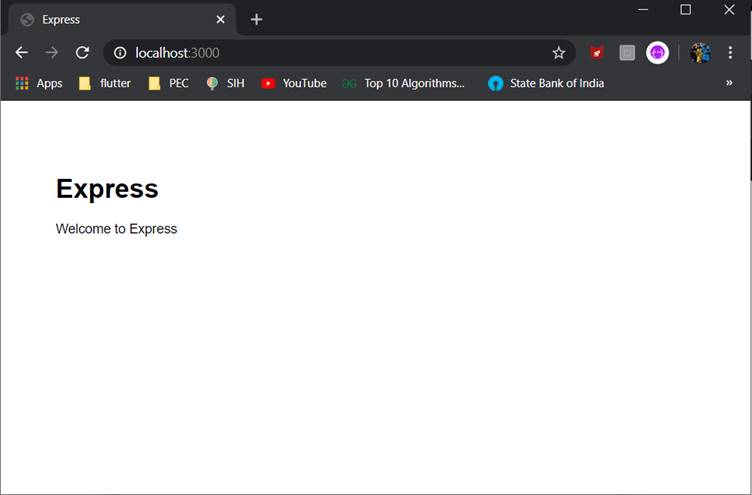 Express
localhost:3000
Apps flutter PEC SIH YouTube Top 10 Algorithms... State Bank of India »
Express
Welcome to Express